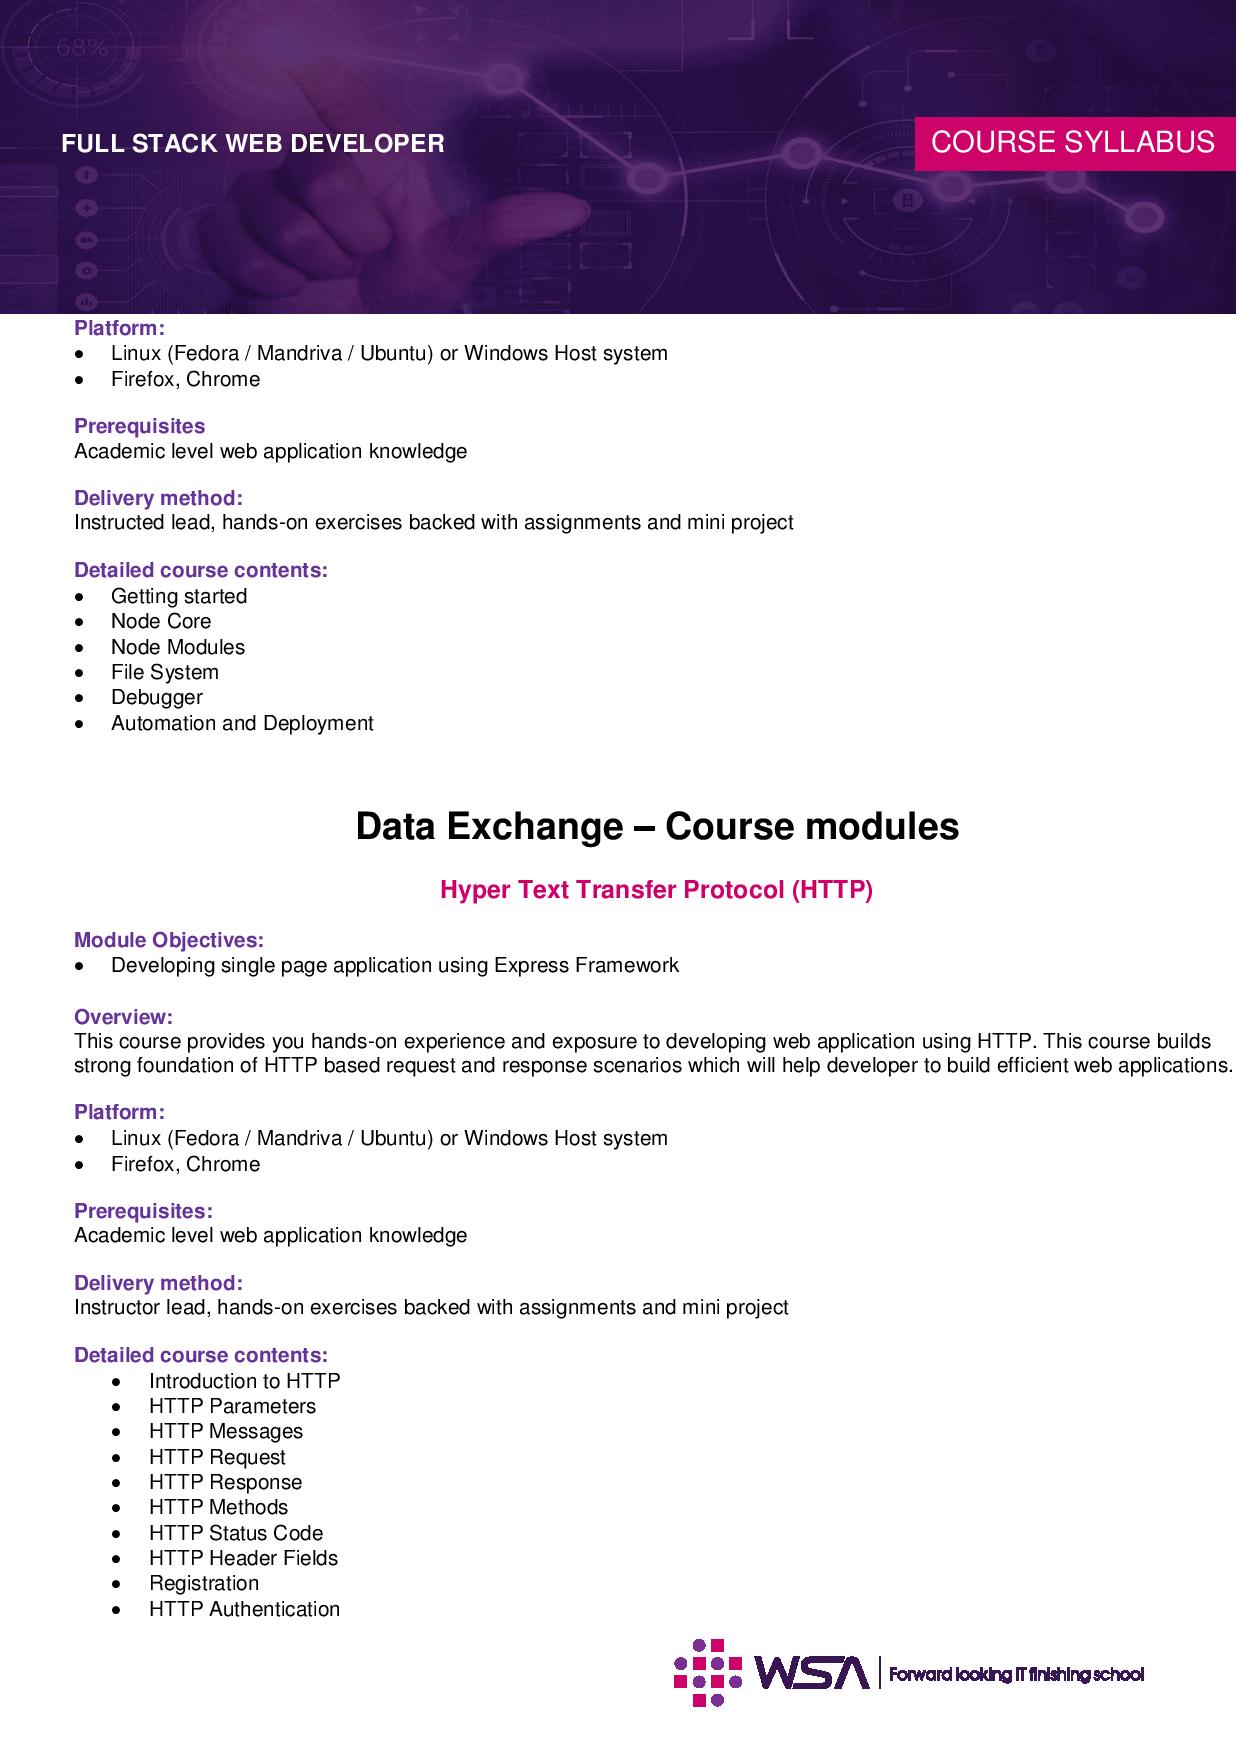 68%
FULL STACK WEB DEVELOPER
COURSE SYLLABUS
Platform:
• Linux (Fedora / Mandriva / Ubuntu) or Windows Host system
• Firefox, Chrome
Prerequisites
Academic level web application knowledge
Delivery method:
Instructed lead, hands-on exercises backed with assignments and mini project
Detailed course contents:
• Getting started
• Node Core
• Node Modules
• File System
• Debugger
• Automation and Deployment
Data Exchange – Course modules
Hyper Text Transfer Protocol (HTTP)
Module Objectives:
• Developing single page application using Express Framework
Overview:
This course provides you hands-on experience and exposure to developing web application using HTTP. This course builds
strong foundation of HTTP based request and response scenarios which will help developer to build efficient web applications.
Platform:
• Linux (Fedora / Mandriva / Ubuntu) or Windows Host system
• Firefox, Chrome
Prerequisites:
Academic level web application knowledge
Delivery method:
Instructor lead, hands-on exercises backed with assignments and mini project
Detailed course contents:
• Introduction to HTTP
• HTTP Parameters
• HTTP Messages
• HTTP Request
• HTTP Response
• HTTP Methods
• HTTP Status Code
• HTTP Header Fields
• Registration
• HTTP Authentication
WSA Forward looking IT finishing school